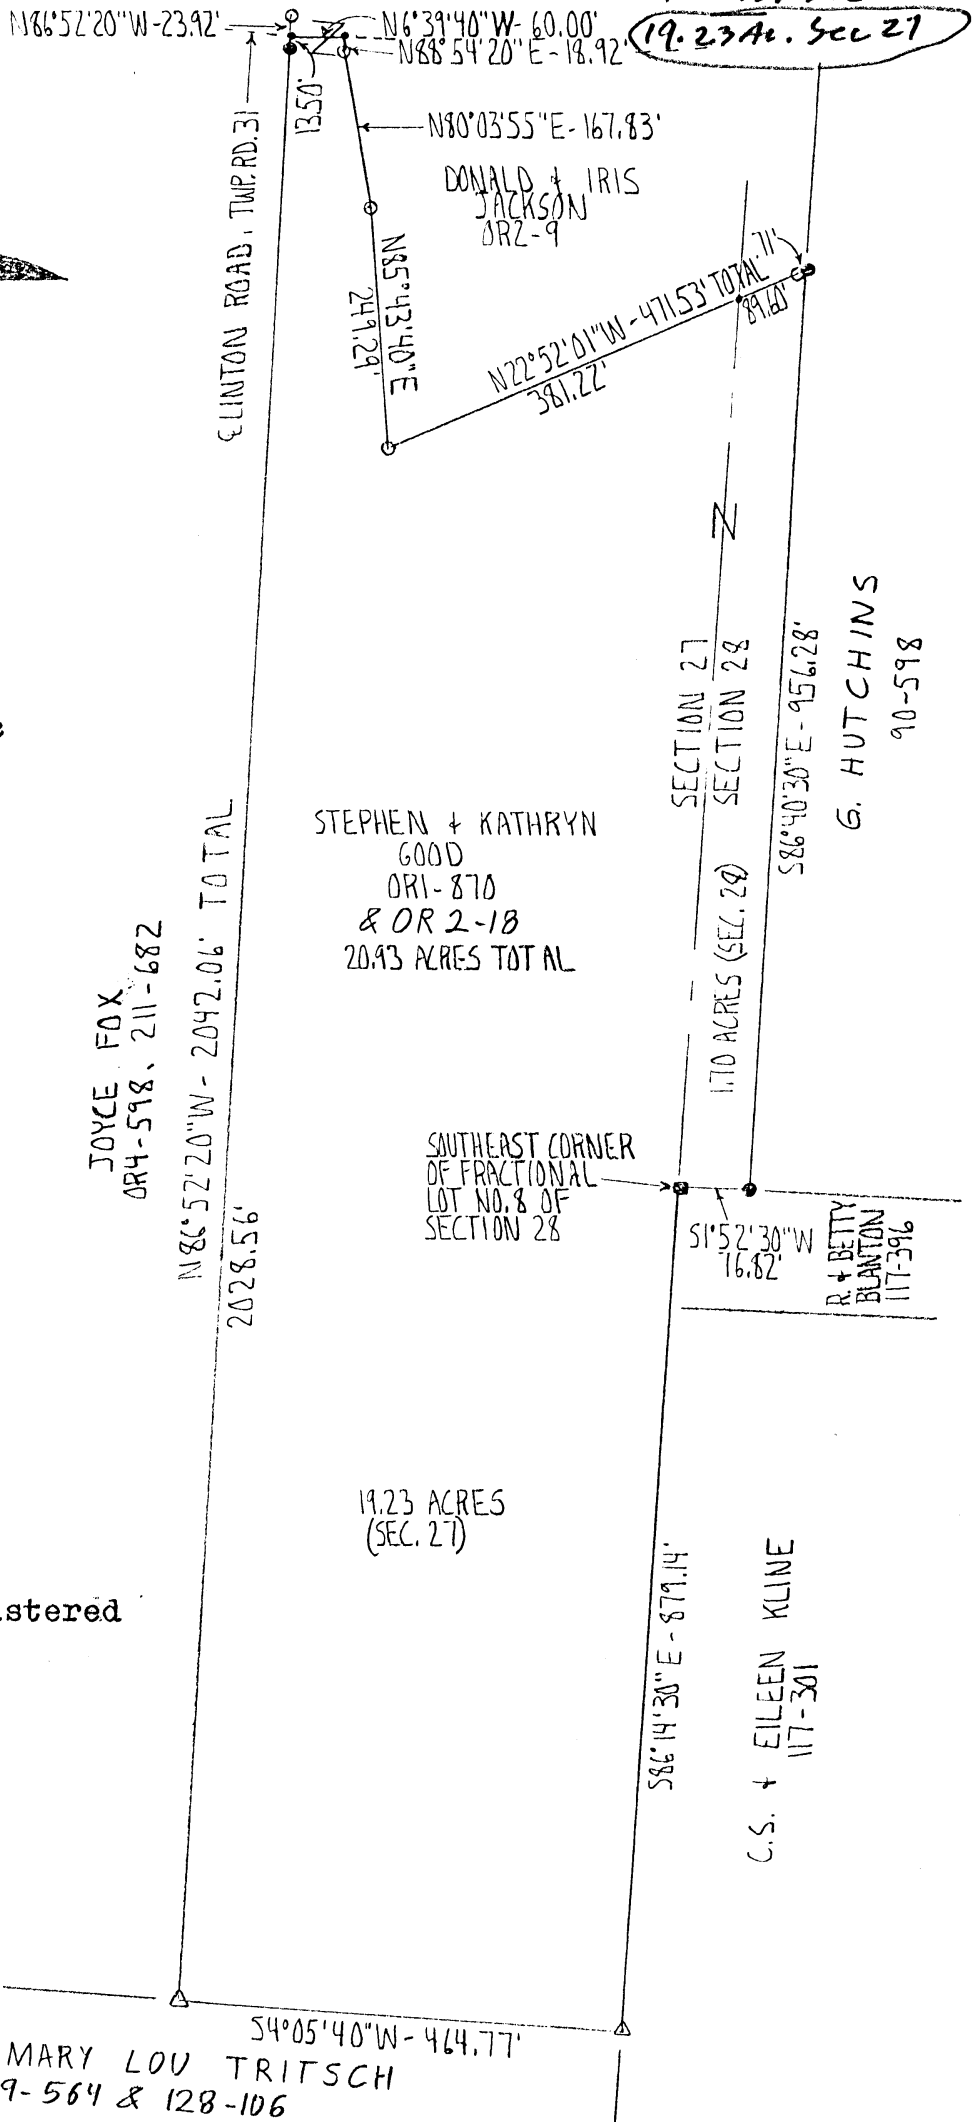 N86°52'20"W-23.92'
N6°39'40"W-60.00'
N88°54'20"E-18.92'
19.23 Ac. Sec 27
13.50'
℄ LINTON ROAD, TWP. RD. 31
N80°03'55"E-167.83'
DONALD + IRIS
JACKSON
OR2-9
N85°43'40"E
249.29'
N22°52'01"W-471.53' TOTAL
381.22'
.71'
89.60'
N
SECTION 27
SECTION 28
S86°40'30"E-956.28'
G. HUTCHINS
90-598
STEPHEN + KATHRYN
GOOD
OR1-870
& OR 2-18
20.93 ACRES TOTAL
1.70 ACRES (SEC. 28)
JOYCE FOX
OR4-598, 211-682
N86°52'20"W-2042.06' TOTAL
2028.56'
SOUTHEAST CORNER
OF FRACTIONAL
LOT NO. 8 OF
SECTION 28
S1°52'30"W
76.82'
R. + BETTY
BLANTON
117-396
19.23 ACRES
(SEC. 27)
istered
S86°14'30"E-879.14'
C.S. + EILEEN KLINE
117-301
S4°05'40"W-464.77'
MARY LOU TRITSCH
9-564 & 128-106